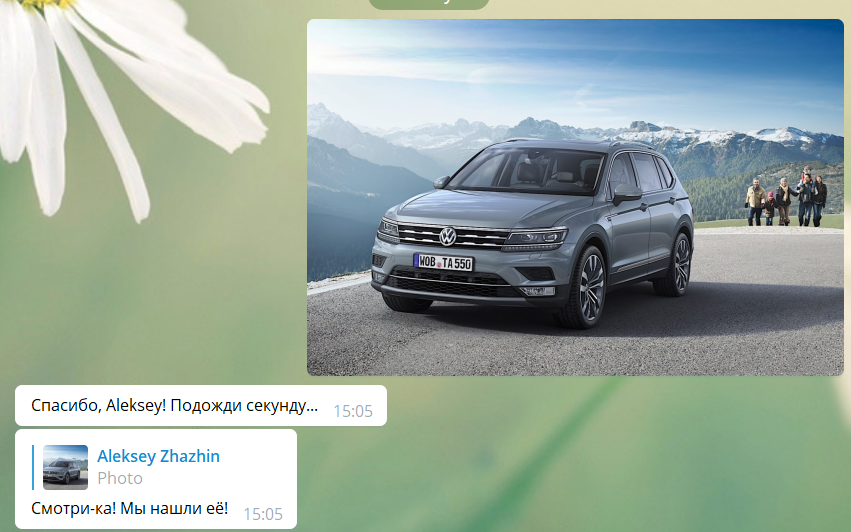 WOB TA 550
Спасибо, Aleksey! Подожди секунду...
15:05
Aleksey Zhazhin
Photo
Смотри-ка! Мы нашли её!
15:05